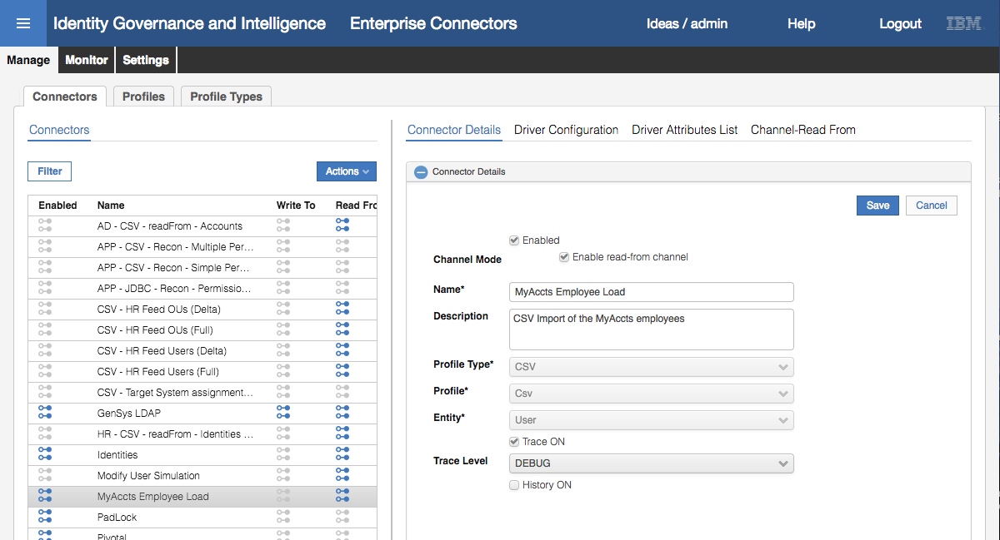 Identity Governance and Intelligence Enterprise Connectors Ideas / admin Help Logout IBM
Manage Monitor Settings
Connectors Profiles Profile Types
Connectors
Filter Actions
Enabled Name Write To Read Fro
AD - CSV - readFrom - Accounts
APP - CSV - Recon - Multiple Per...
APP - CSV - Recon - Simple Per...
APP - JDBC - Recon - Permissio...
CSV - HR Feed OUs (Delta)
CSV - HR Feed OUs (Full)
CSV - HR Feed Users (Delta)
CSV - HR Feed Users (Full)
CSV - Target System assignment...
GenSys LDAP
HR - CSV - readFrom - Identities ...
Identities
Modify User Simulation
MyAccts Employee Load
PadLock
Pivotal
Connector Details Driver Configuration Driver Attributes List Channel-Read From
Connector Details
Save Cancel
Enabled
Channel Mode Enable read-from channel
Name* MyAccts Employee Load
Description CSV Import of the MyAccts employees
Profile Type* CSV
Profile* Csv
Entity* User
Trace ON
Trace Level DEBUG
History ON